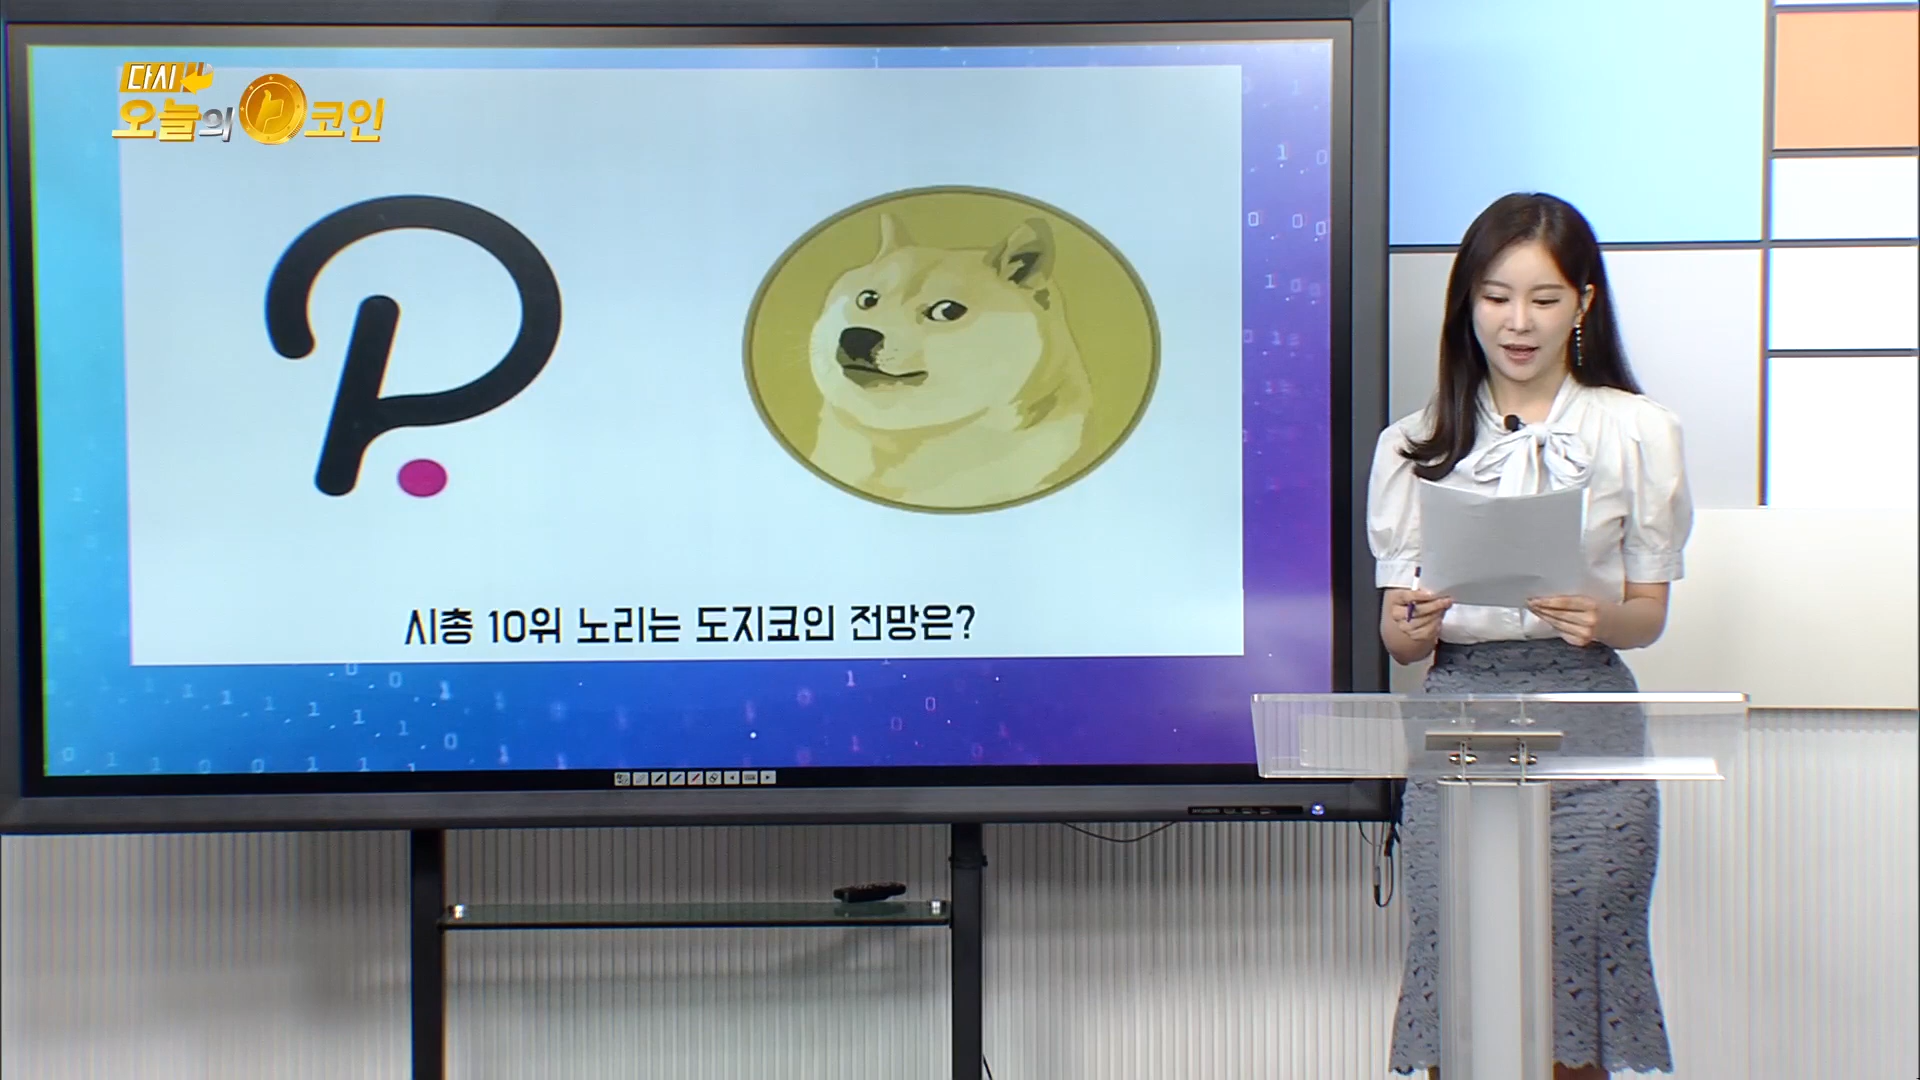 다시
오늘의 코인
시총 10위 노리는 도지코인 전망은?